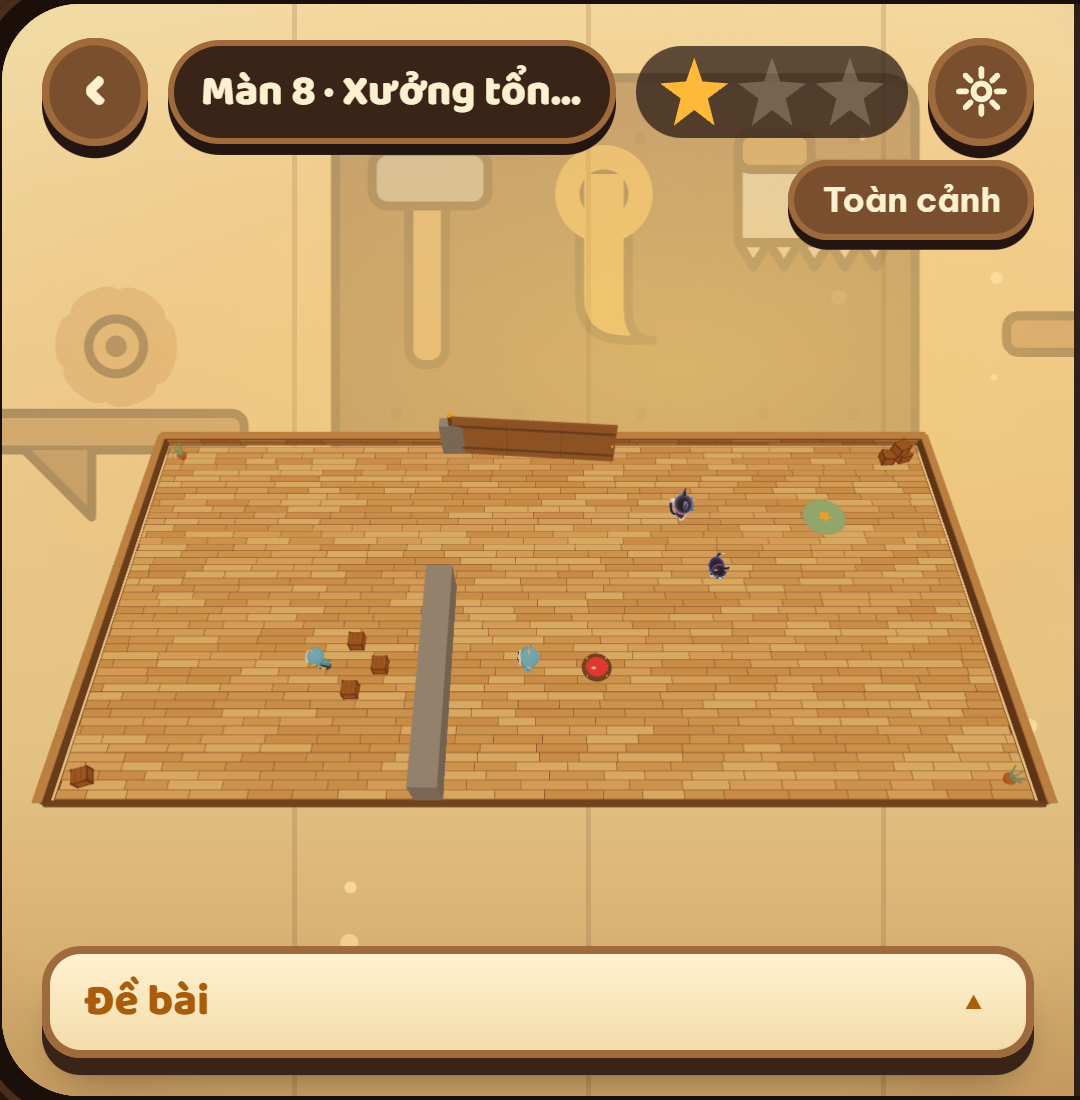 Màn 8 • Xưởng tổn...
Toàn cảnh
Đề bài